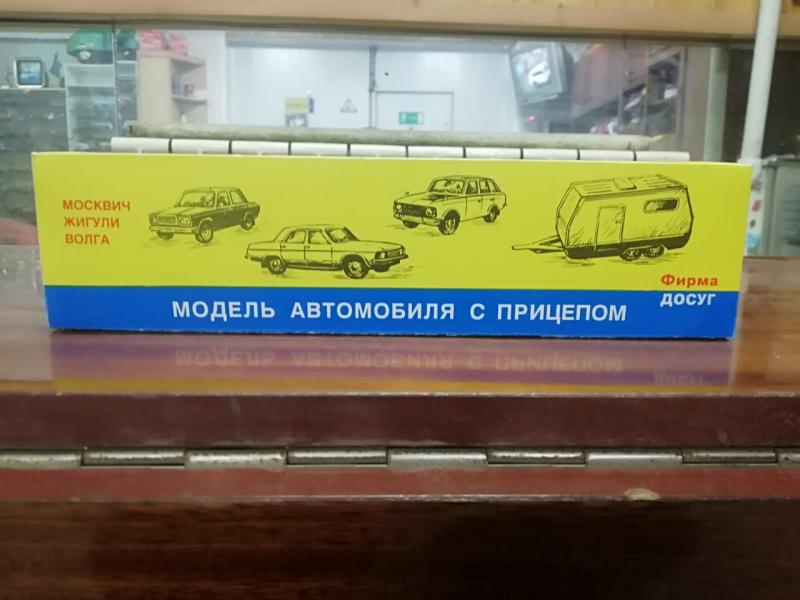 МОСКВИЧ
ЖИГУЛИ
ВОЛГА
Фирма
ДОСУГ
МОДЕЛЬ АВТОМОБИЛЯ С ПРИЦЕПОМ